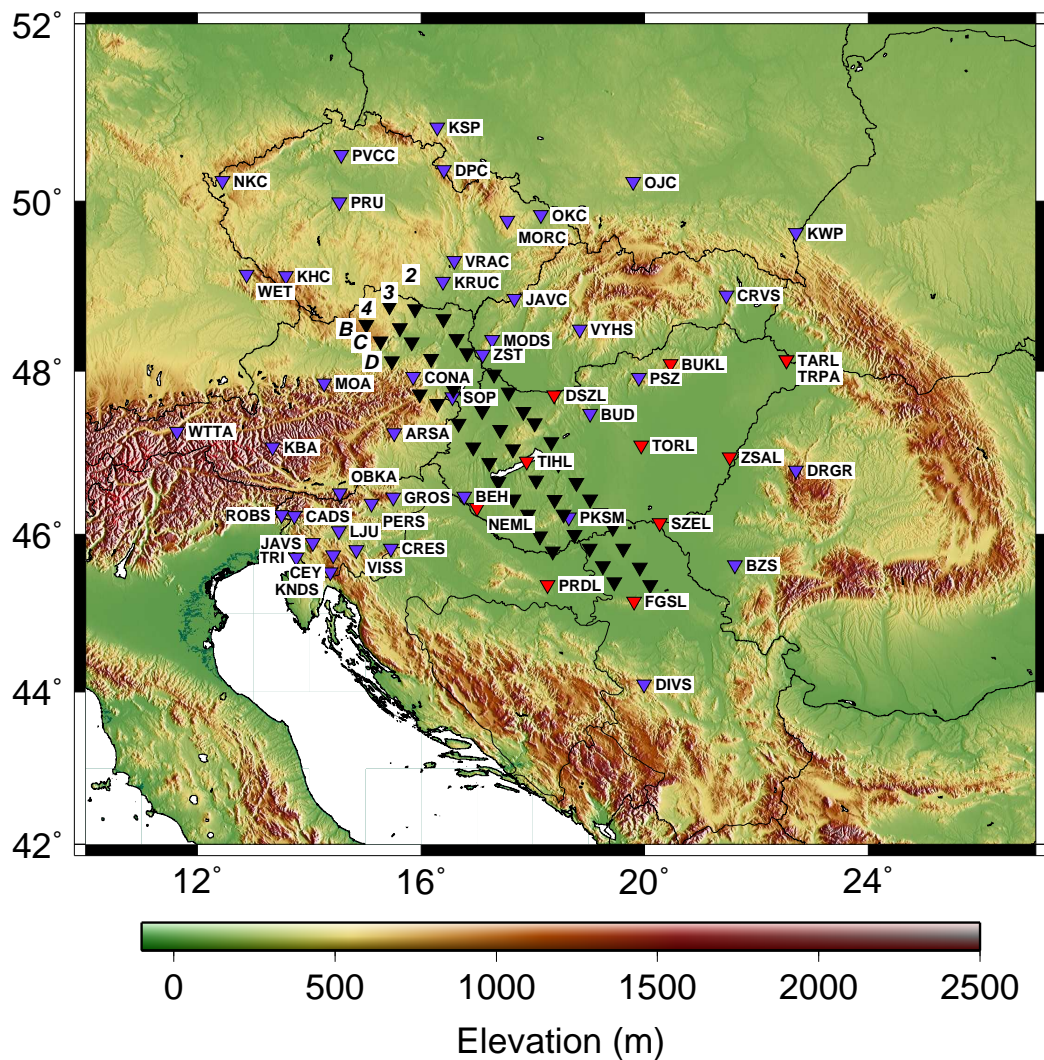 52˚
KSP
PVCC
DPC
NKC
OJC
50˚
PRU
OKC
MORC
KWP
VRAC
2
WET
KHC
KRUC
3
JAVC
CRVS
4
B
VYHS
C
MODS
D
ZST
48˚
BUKL
TARL
TRPA
MOA
CONA
PSZ
SOP
DSZL
BUD
WTTA
ARSA
KBA
TORL
ZSAL
TIHL
DRGR
OBKA
GROS
BEH
ROBS
CADS
PERS
NEML
PKSM
SZEL
46˚
LJU
JAVS
CRES
TRI
VISS
BZS
CEY
KNDS
PRDL
FGSL
44˚
DIVS
42˚
12˚
16˚
20˚
24˚
0
500
1000
1500
2000
2500
Elevation (m)